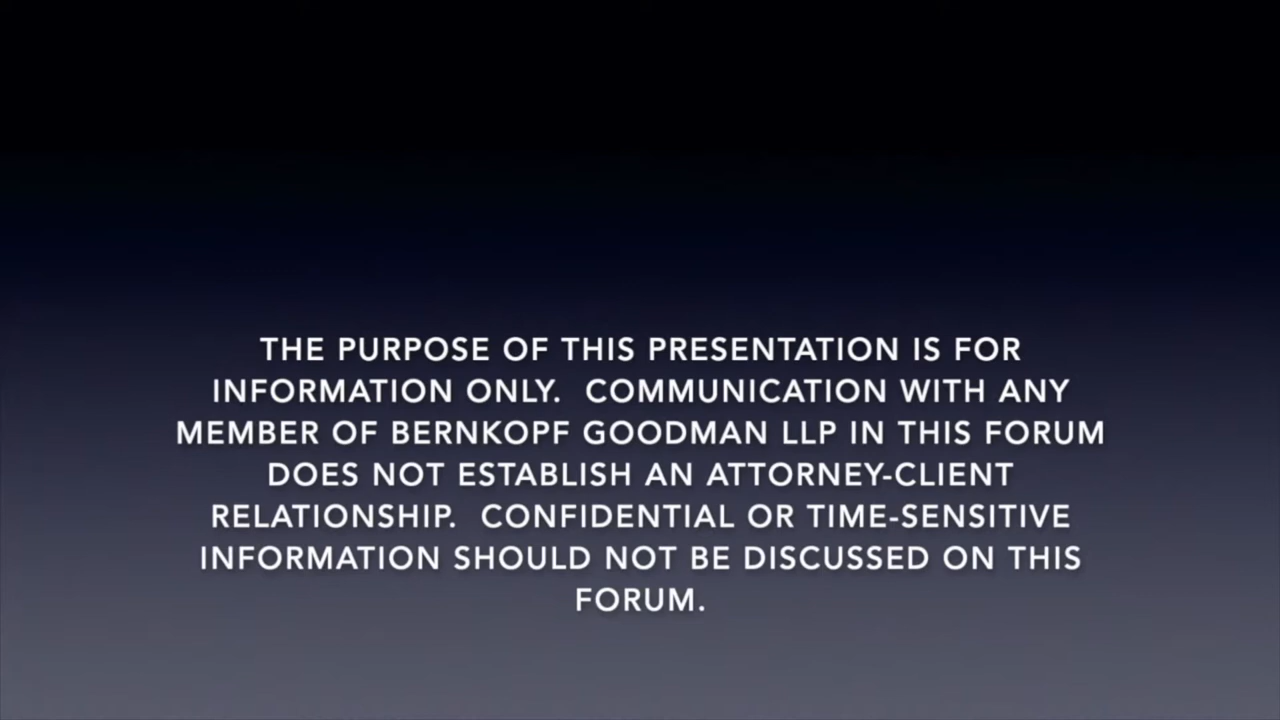 THE PURPOSE OF THIS PRESENTATION IS FOR
INFORMATION ONLY.  COMMUNICATION WITH ANY
MEMBER OF BERNKOPF GOODMAN LLP IN THIS FORUM
DOES NOT ESTABLISH AN ATTORNEY-CLIENT
RELATIONSHIP.  CONFIDENTIAL OR TIME-SENSITIVE
INFORMATION SHOULD NOT BE DISCUSSED ON THIS
FORUM.